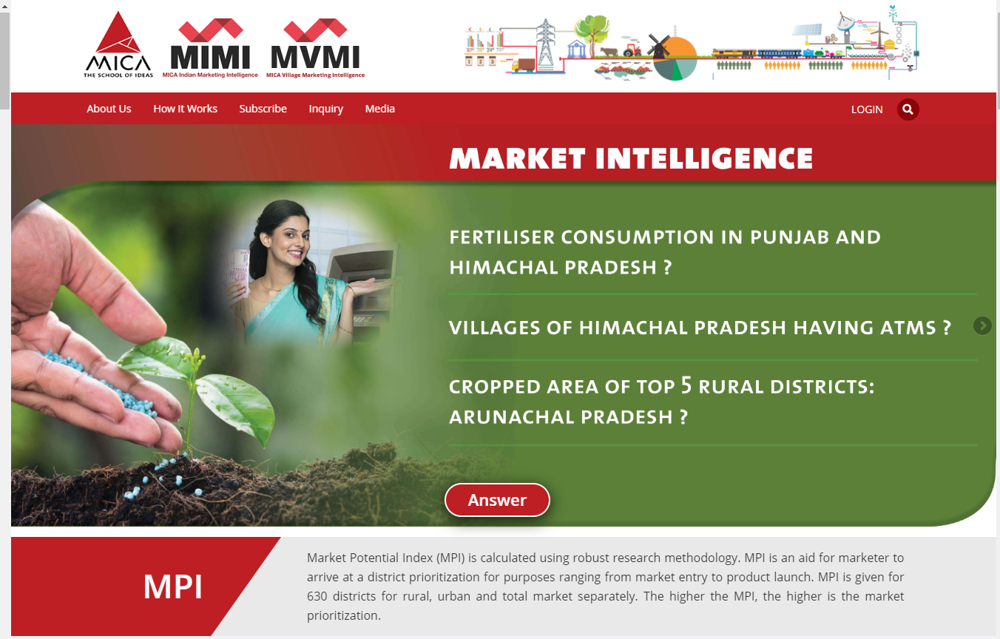 MICA
THE SCHOOL OF IDEAS
MIMI
MICA Indian Marketing Intelligence
MVMI
MICA Village Marketing Intelligence
About Us
How It Works
Subscribe
Inquiry
Media
LOGIN
MARKET INTELLIGENCE
FERTILISER CONSUMPTION IN PUNJAB AND
HIMACHAL PRADESH ?
VILLAGES OF HIMACHAL PRADESH HAVING ATMS ?
CROPPED AREA OF TOP 5 RURAL DISTRICTS:
ARUNACHAL PRADESH ?
Answer
MPI
Market Potential Index (MPI) is calculated using robust research methodology. MPI is an aid for marketer to
arrive at a district prioritization for purposes ranging from market entry to product launch. MPI is given for
630 districts for rural, urban and total market separately. The higher the MPI, the higher is the market
prioritization.